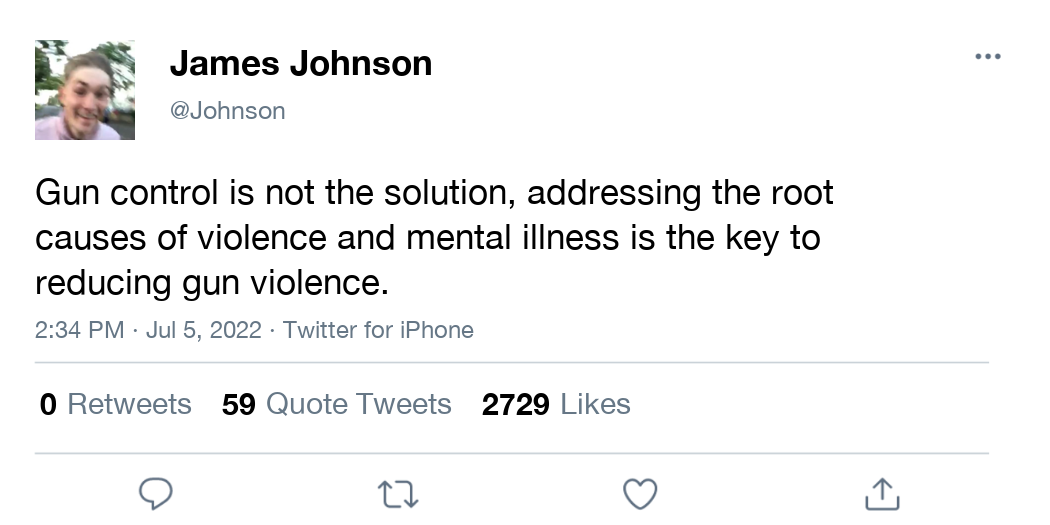 James Johnson
@Johnson
Gun control is not the solution, addressing the root
causes of violence and mental illness is the key to
reducing gun violence.
2:34 PM · Jul 5, 2022 · Twitter for iPhone
0 Retweets 59 Quote Tweets 2729 Likes